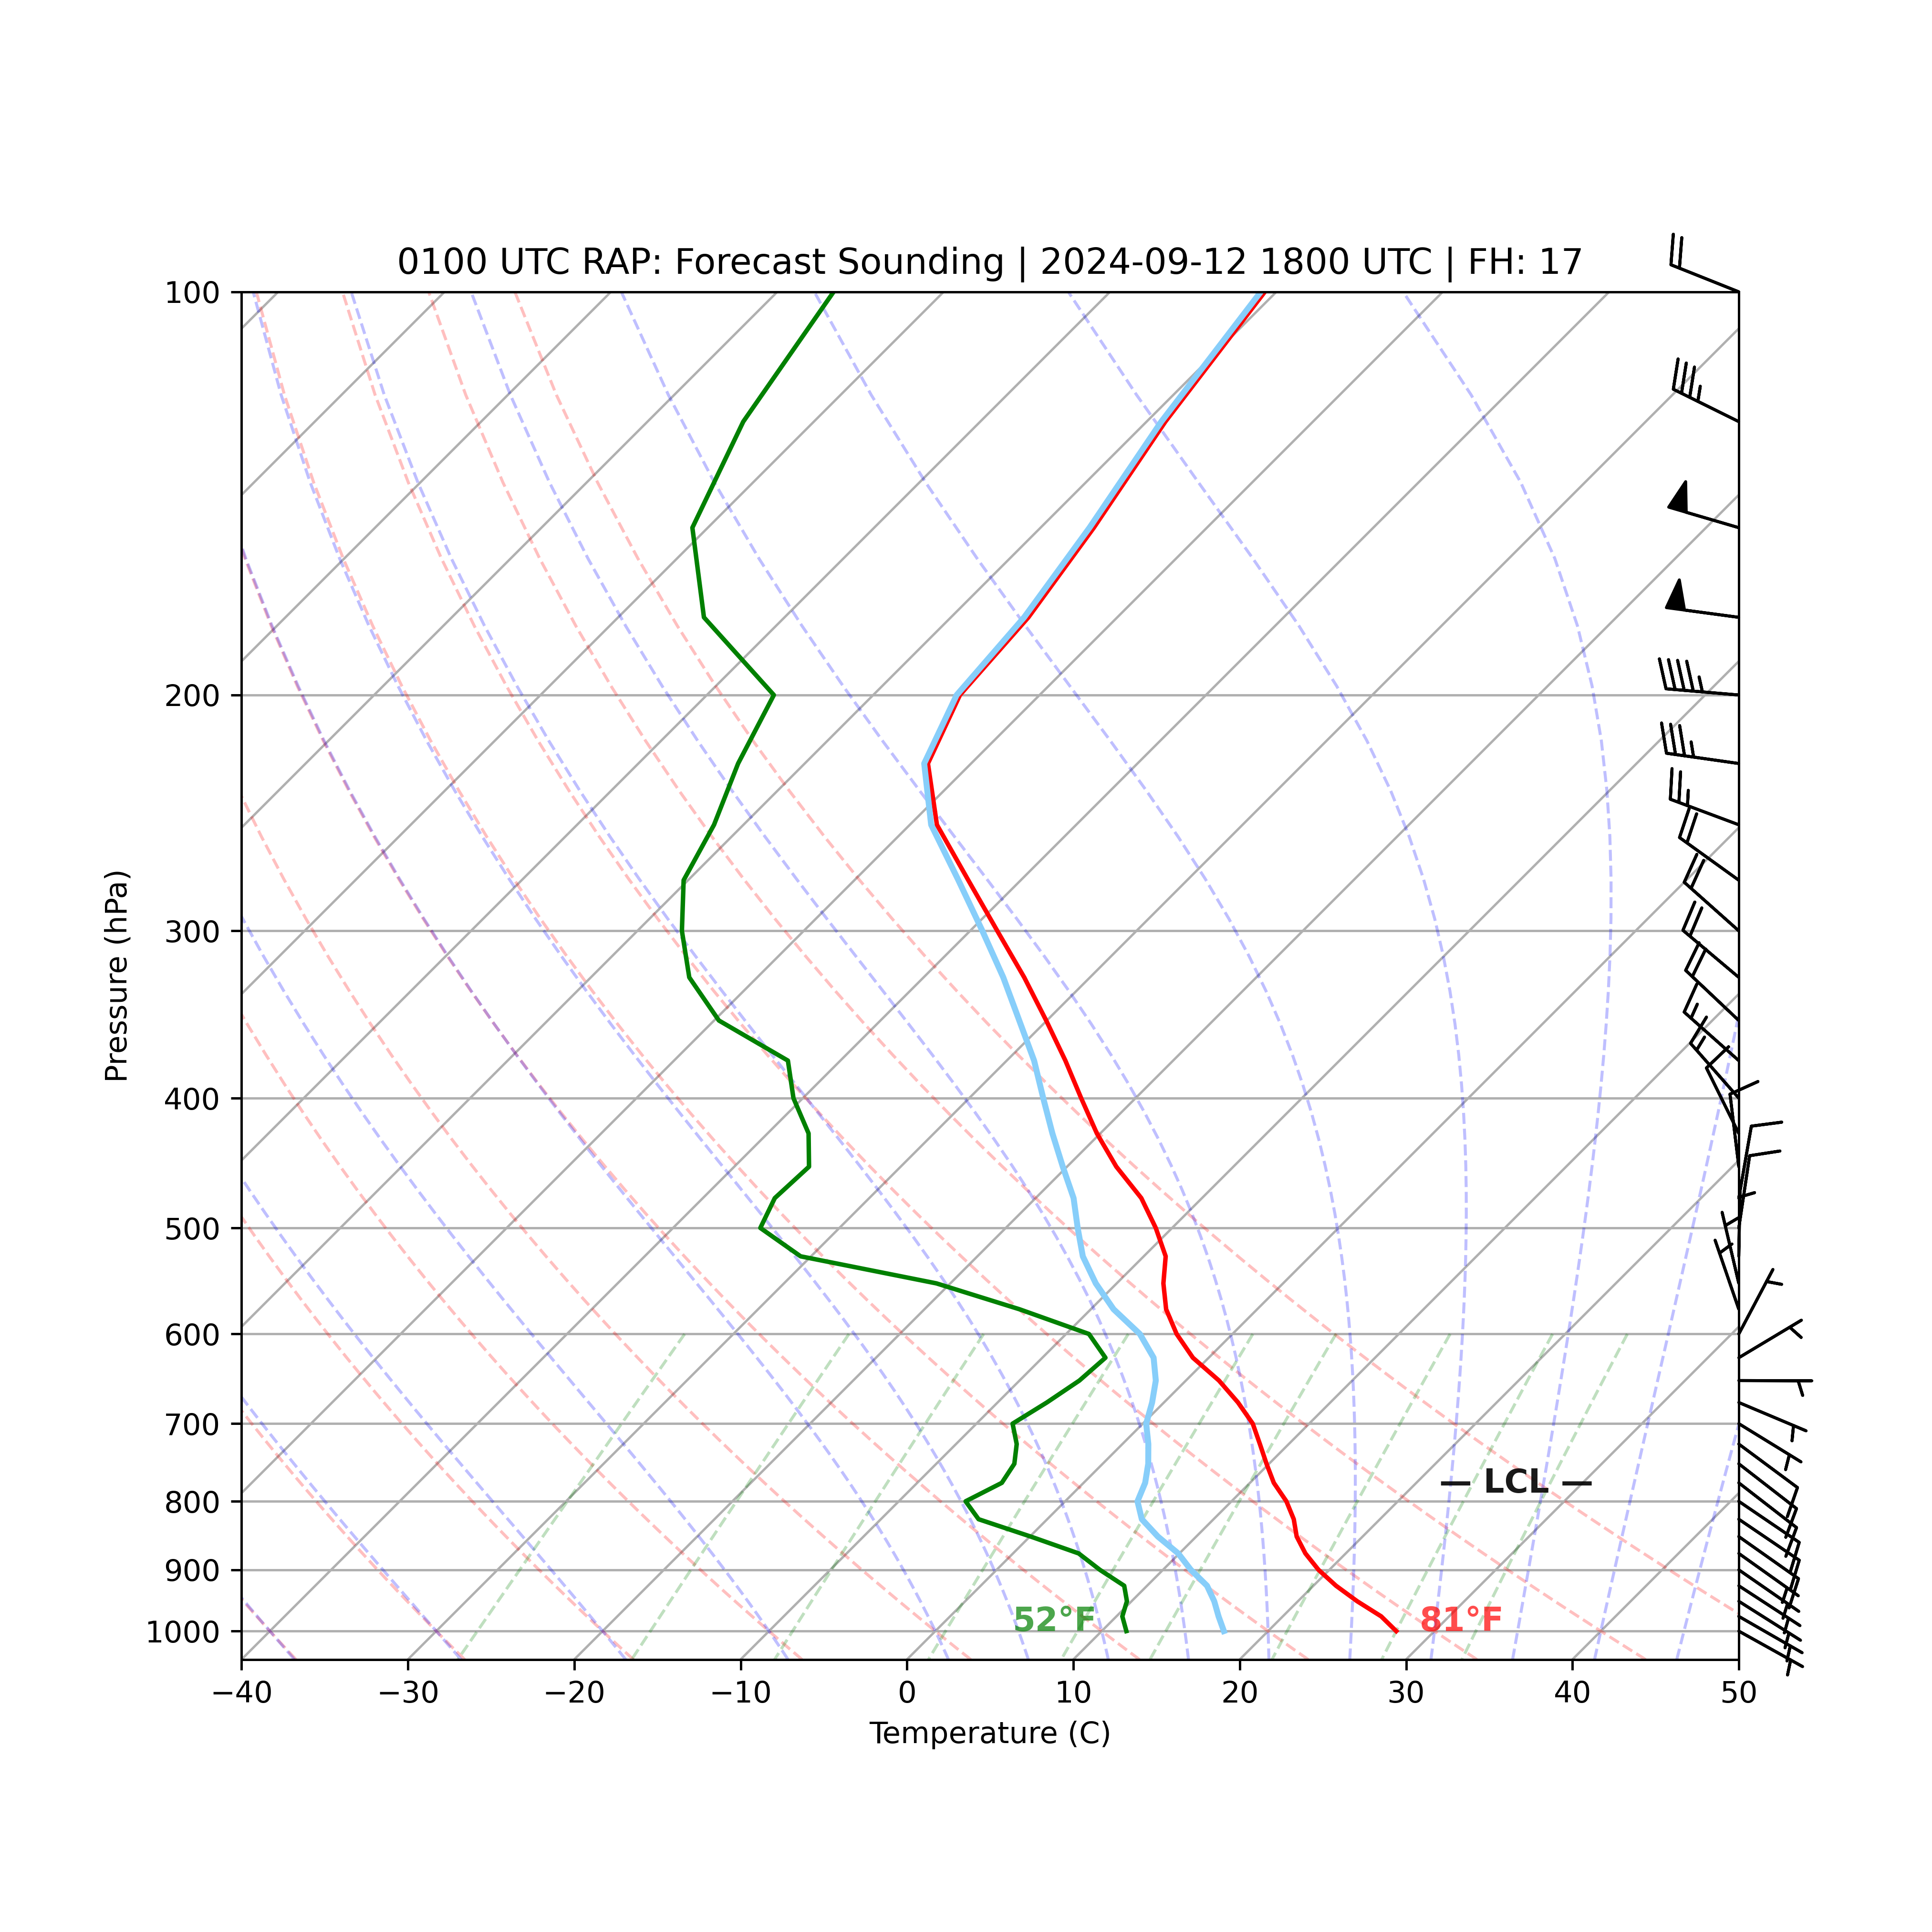 0100 UTC RAP: Forecast Sounding | 2024-09-12 1800 UTC | FH: 17
100
200
300
400
500
600
700
800
900
1000
Pressure (hPa)
— LCL —
52°F
81°F
−40 −30 −20 −10 0 10 20 30 40 50
Temperature (C)